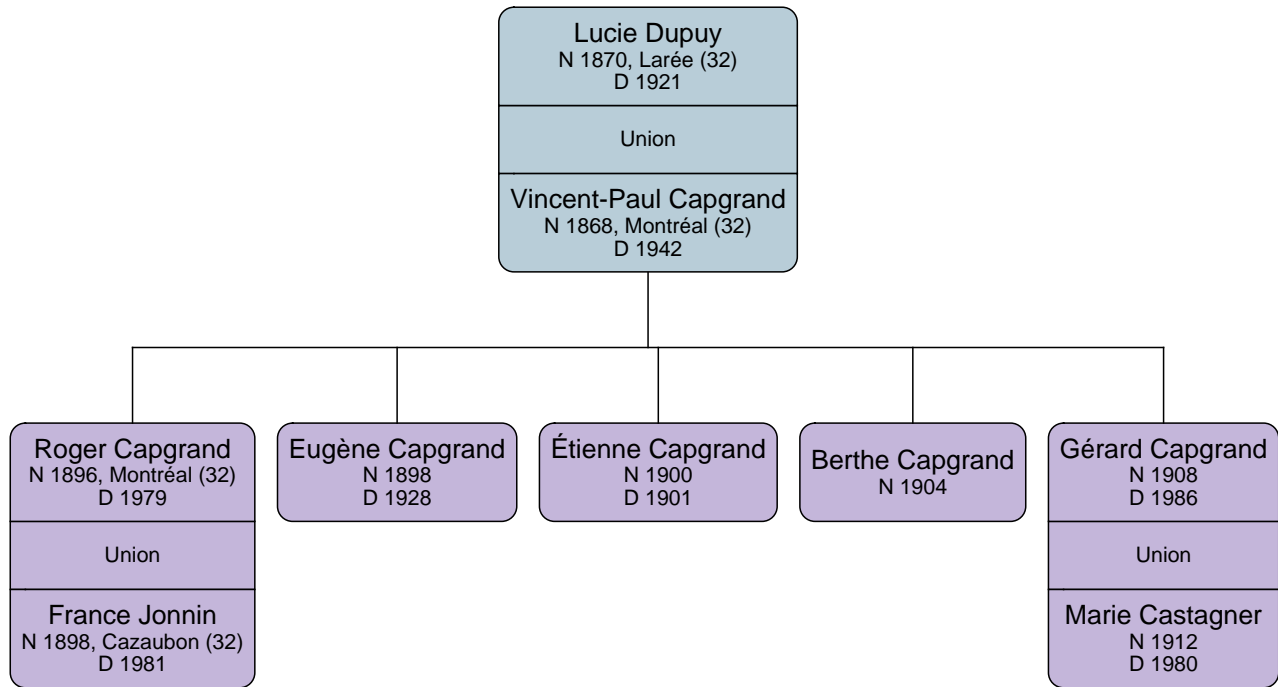 Lucie Dupuy
N 1870, Larée (32)
D 1921
Union
Vincent-Paul Capgrand
N 1868, Montréal (32)
D 1942
Roger Capgrand
N 1896, Montréal (32)
D 1979
Union
France Jonnin
N 1898, Cazaubon (32)
D 1981
Eugène Capgrand
N 1898
D 1928
Étienne Capgrand
N 1900
D 1901
Berthe Capgrand
N 1904
Gérard Capgrand
N 1908
D 1986
Union
Marie Castagner
N 1912
D 1980